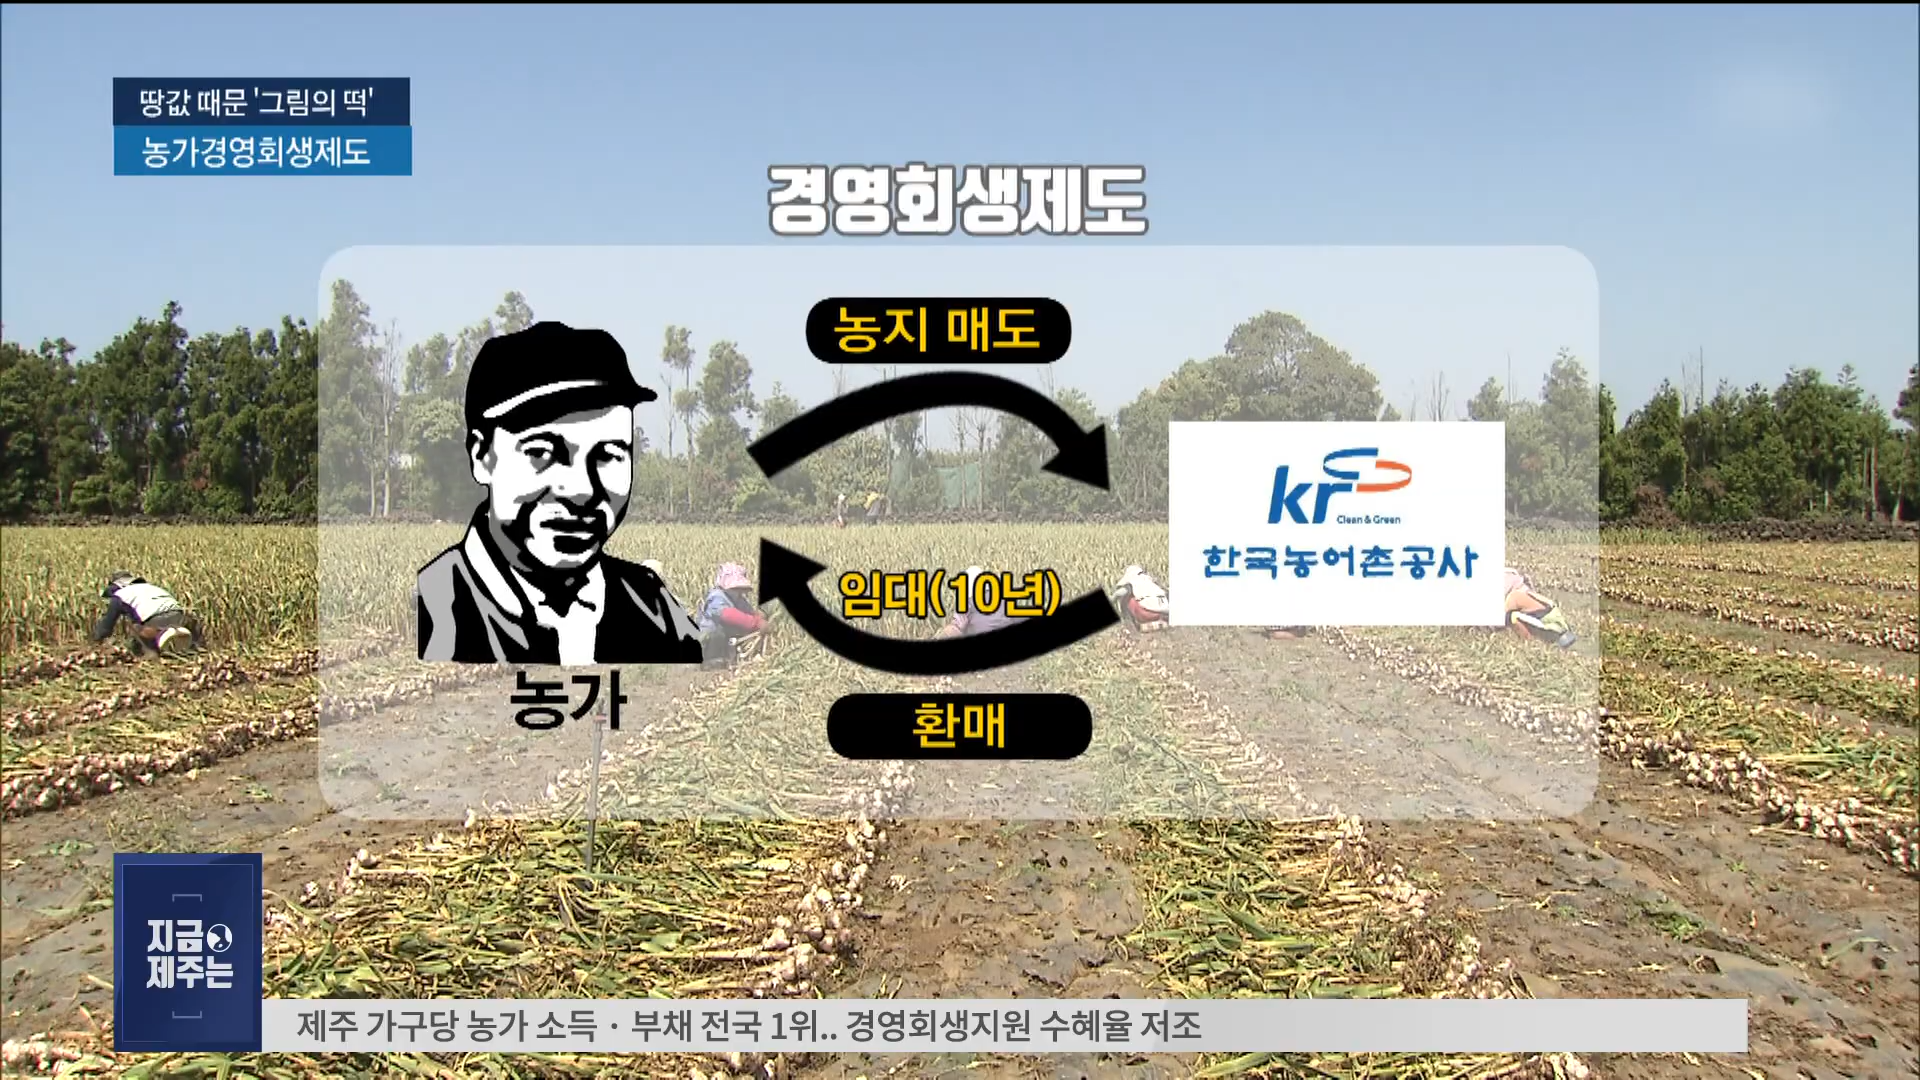 땅값 때문 '그림의 떡'
농가경영회생제도
경영회생제도
농지 매도
kr
Clean & Green
한국농어촌공사
임대(10년)
농가
환매
지금
제주는
제주 가구당 농가 소득 · 부채 전국 1위.. 경영회생지원 수혜율 저조